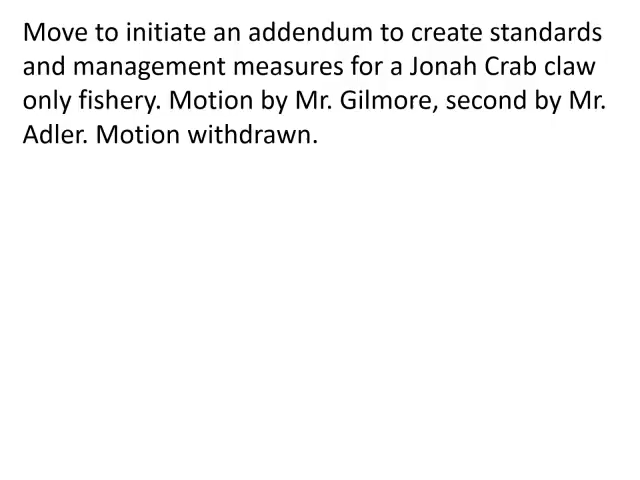 Move to initiate an addendum to create standards
and management measures for a Jonah Crab claw
only fishery. Motion by Mr. Gilmore, second by Mr.
Adler. Motion withdrawn.